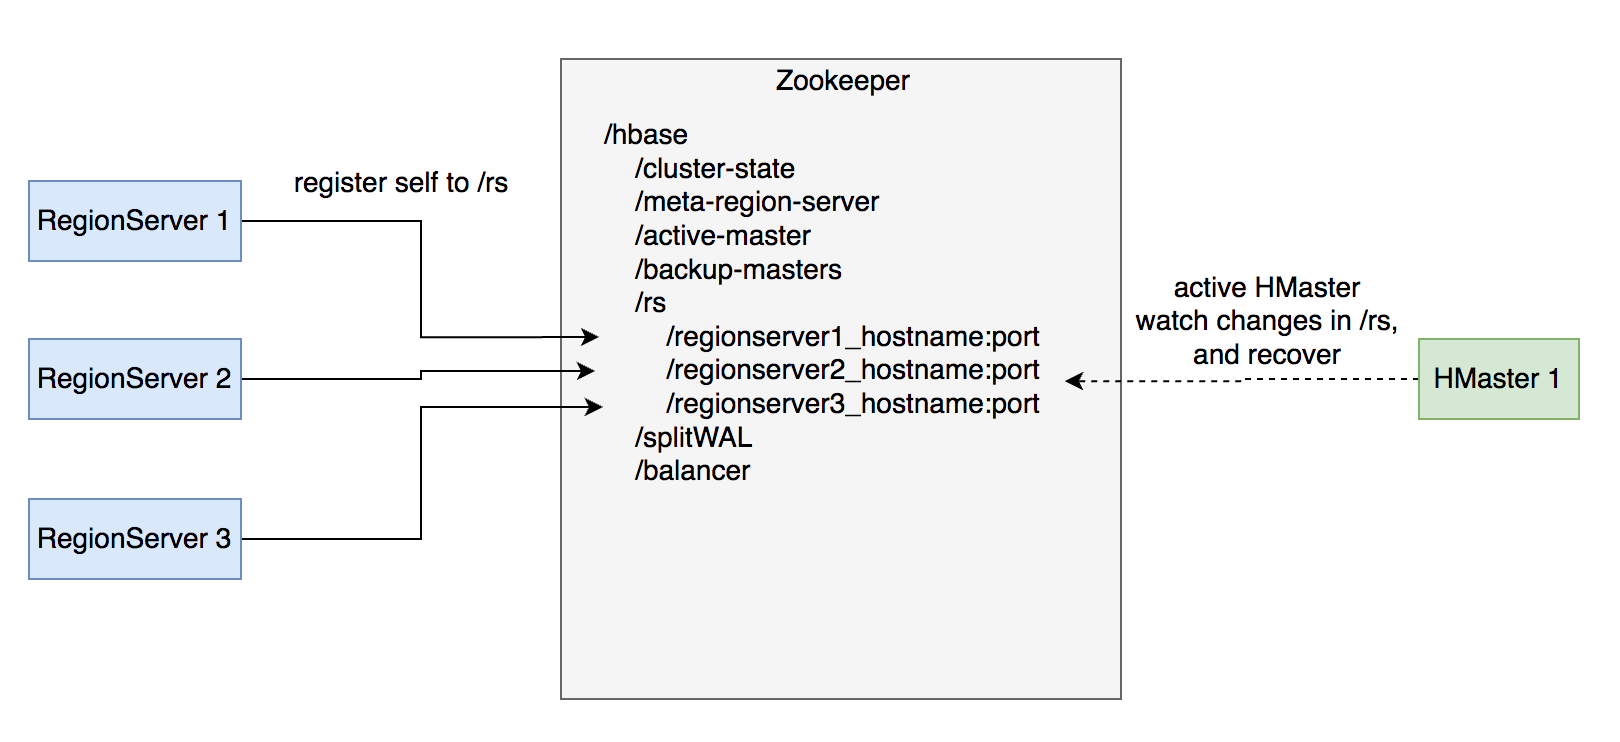 Zookeeper
/hbase
/cluster-state
/meta-region-server
/active-master
/backup-masters
/rs
/regionserver1_hostname:port
/regionserver2_hostname:port
/regionserver3_hostname:port
/splitWAL
/balancer
register self to /rs
RegionServer 1
RegionServer 2
RegionServer 3
active HMaster
watch changes in /rs,
and recover
HMaster 1